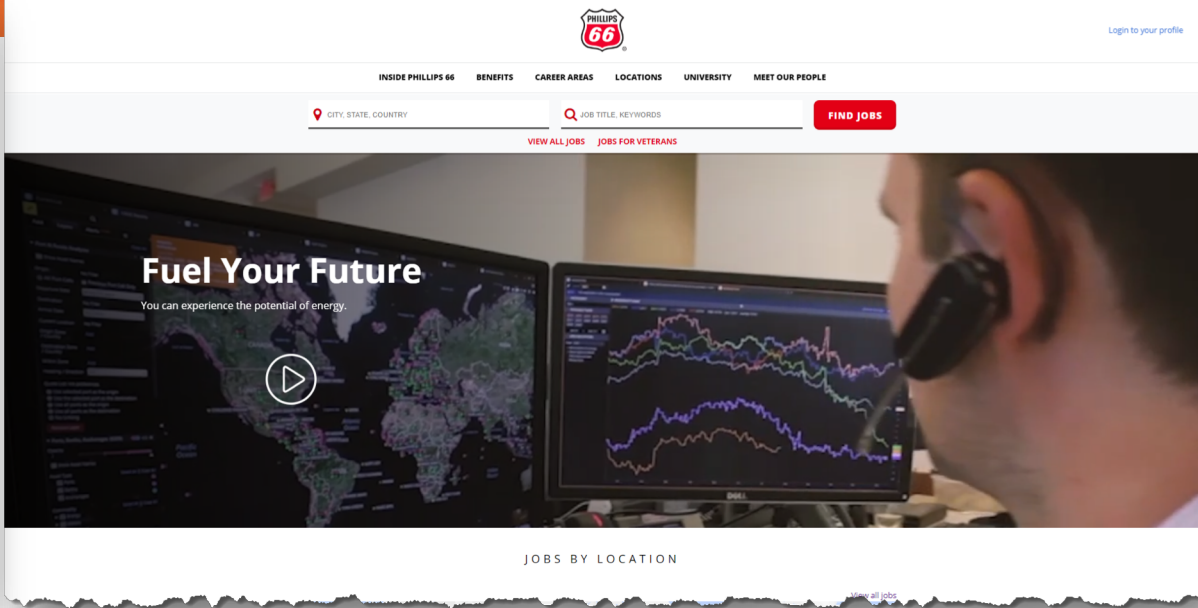 PHILLIPS
66
Login to your profile
INSIDE PHILLIPS 66 BENEFITS CAREER AREAS LOCATIONS UNIVERSITY MEET OUR PEOPLE
CITY, STATE, COUNTRY JOB TITLE, KEYWORDS FIND JOBS
VIEW ALL JOBS JOBS FOR VETERANS
Fuel Your Future
You can experience the potential of energy.
DELL
JOBS BY LOCATION
View all jobs